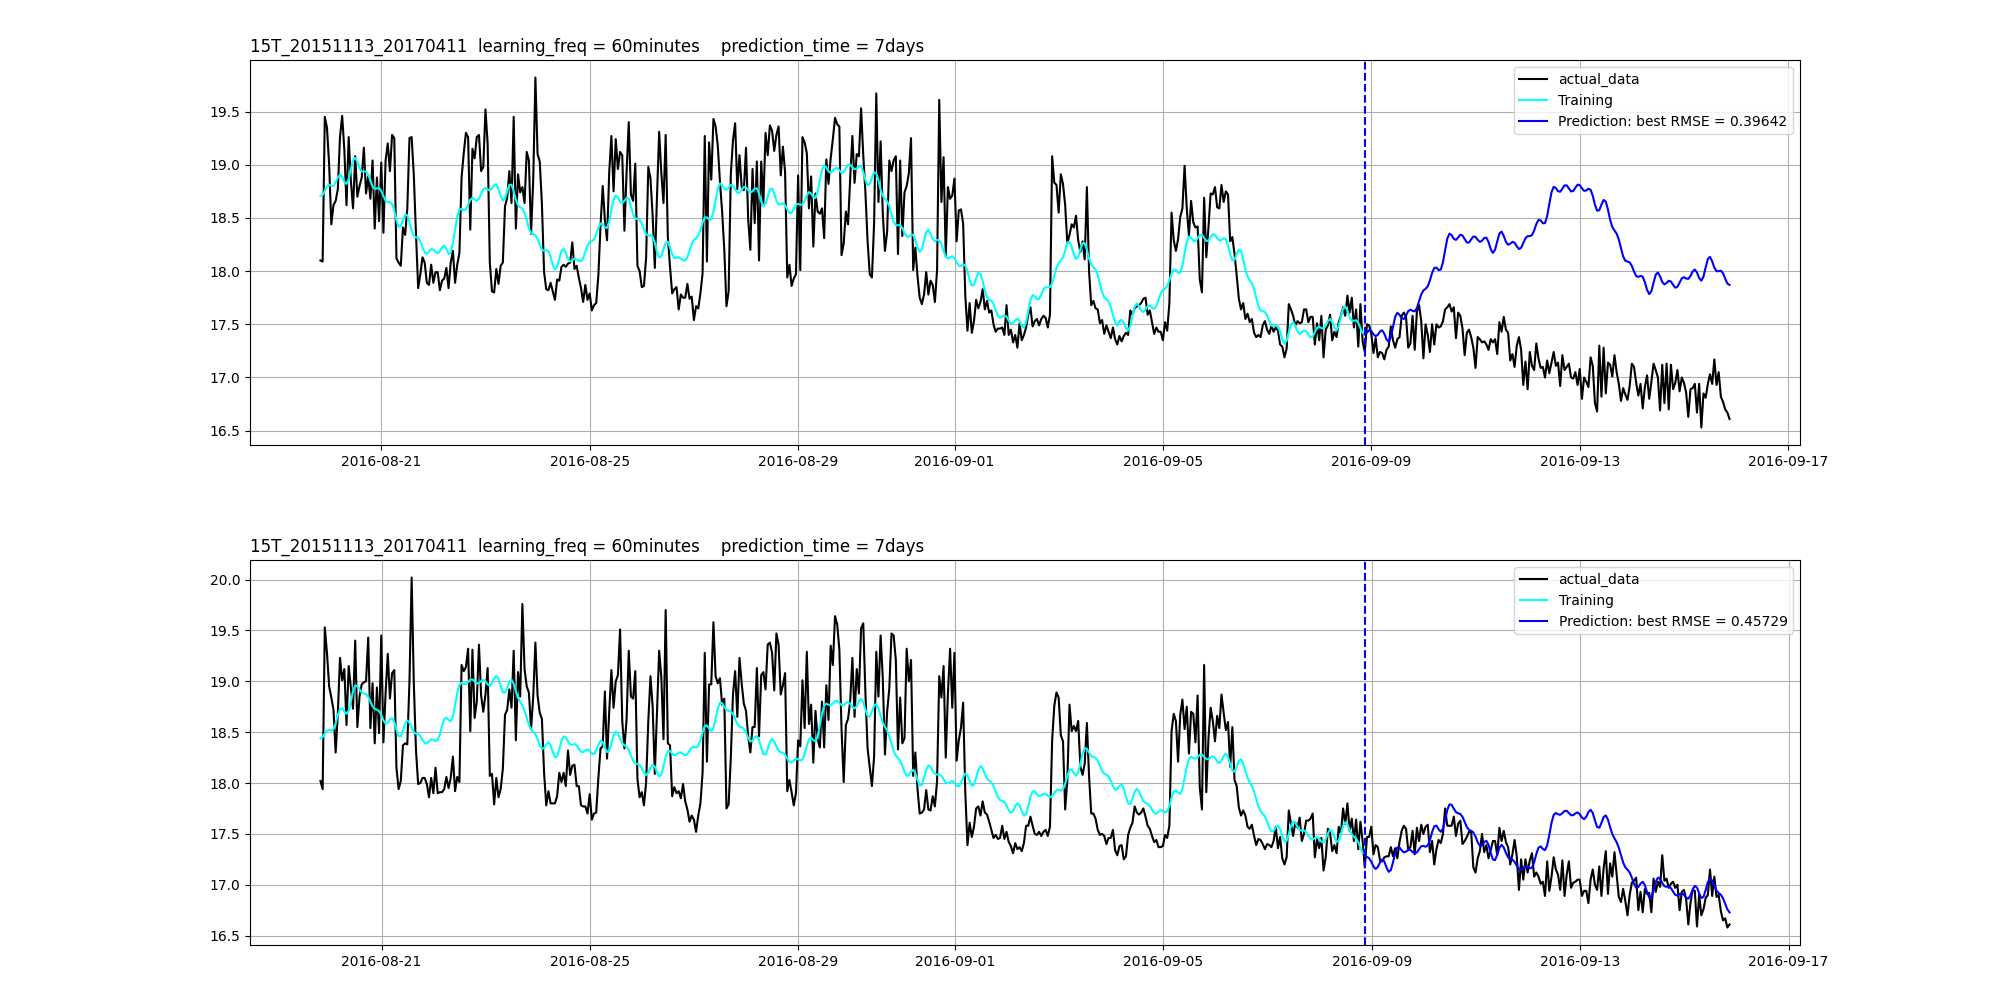 15T_20151113_20170411 learning_freq = 60minutes prediction_time = 7days
actual_data
Training
Prediction: best RMSE = 0.39642
19.5
19.0
18.5
18.0
17.5
17.0
16.5
2016-08-21 2016-08-25 2016-08-29 2016-09-01 2016-09-05 2016-09-09 2016-09-13 2016-09-17
15T_20151113_20170411 learning_freq = 60minutes prediction_time = 7days
actual_data
Training
Prediction: best RMSE = 0.45729
20.0
19.5
19.0
18.5
18.0
17.5
17.0
16.5
2016-08-21 2016-08-25 2016-08-29 2016-09-01 2016-09-05 2016-09-09 2016-09-13 2016-09-17